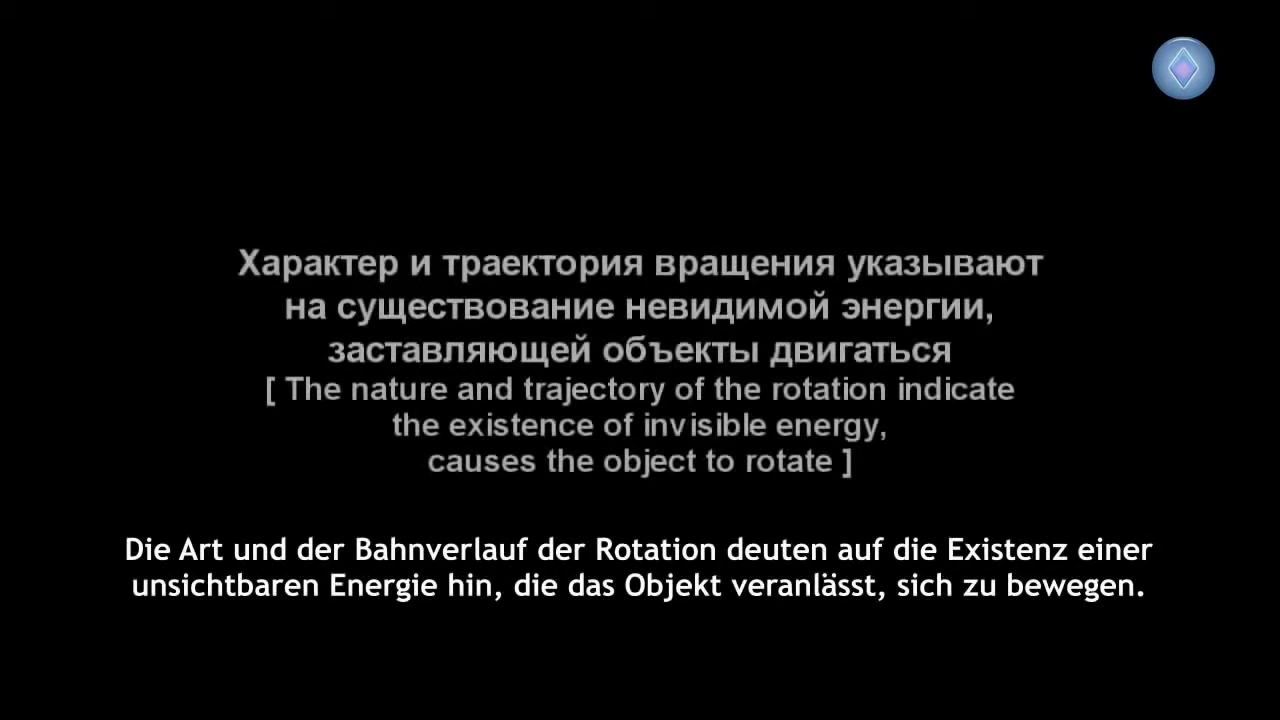 Характер и траектория вращения указывают
на существование невидимой энергии,
заставляющей объекты двигаться
[ The nature and trajectory of the rotation indicate
the existence of invisible energy,
causes the object to rotate ]
Die Art und der Bahnverlauf der Rotation deuten auf die Existenz einer
unsichtbaren Energie hin, die das Objekt veranlässt, sich zu bewegen.